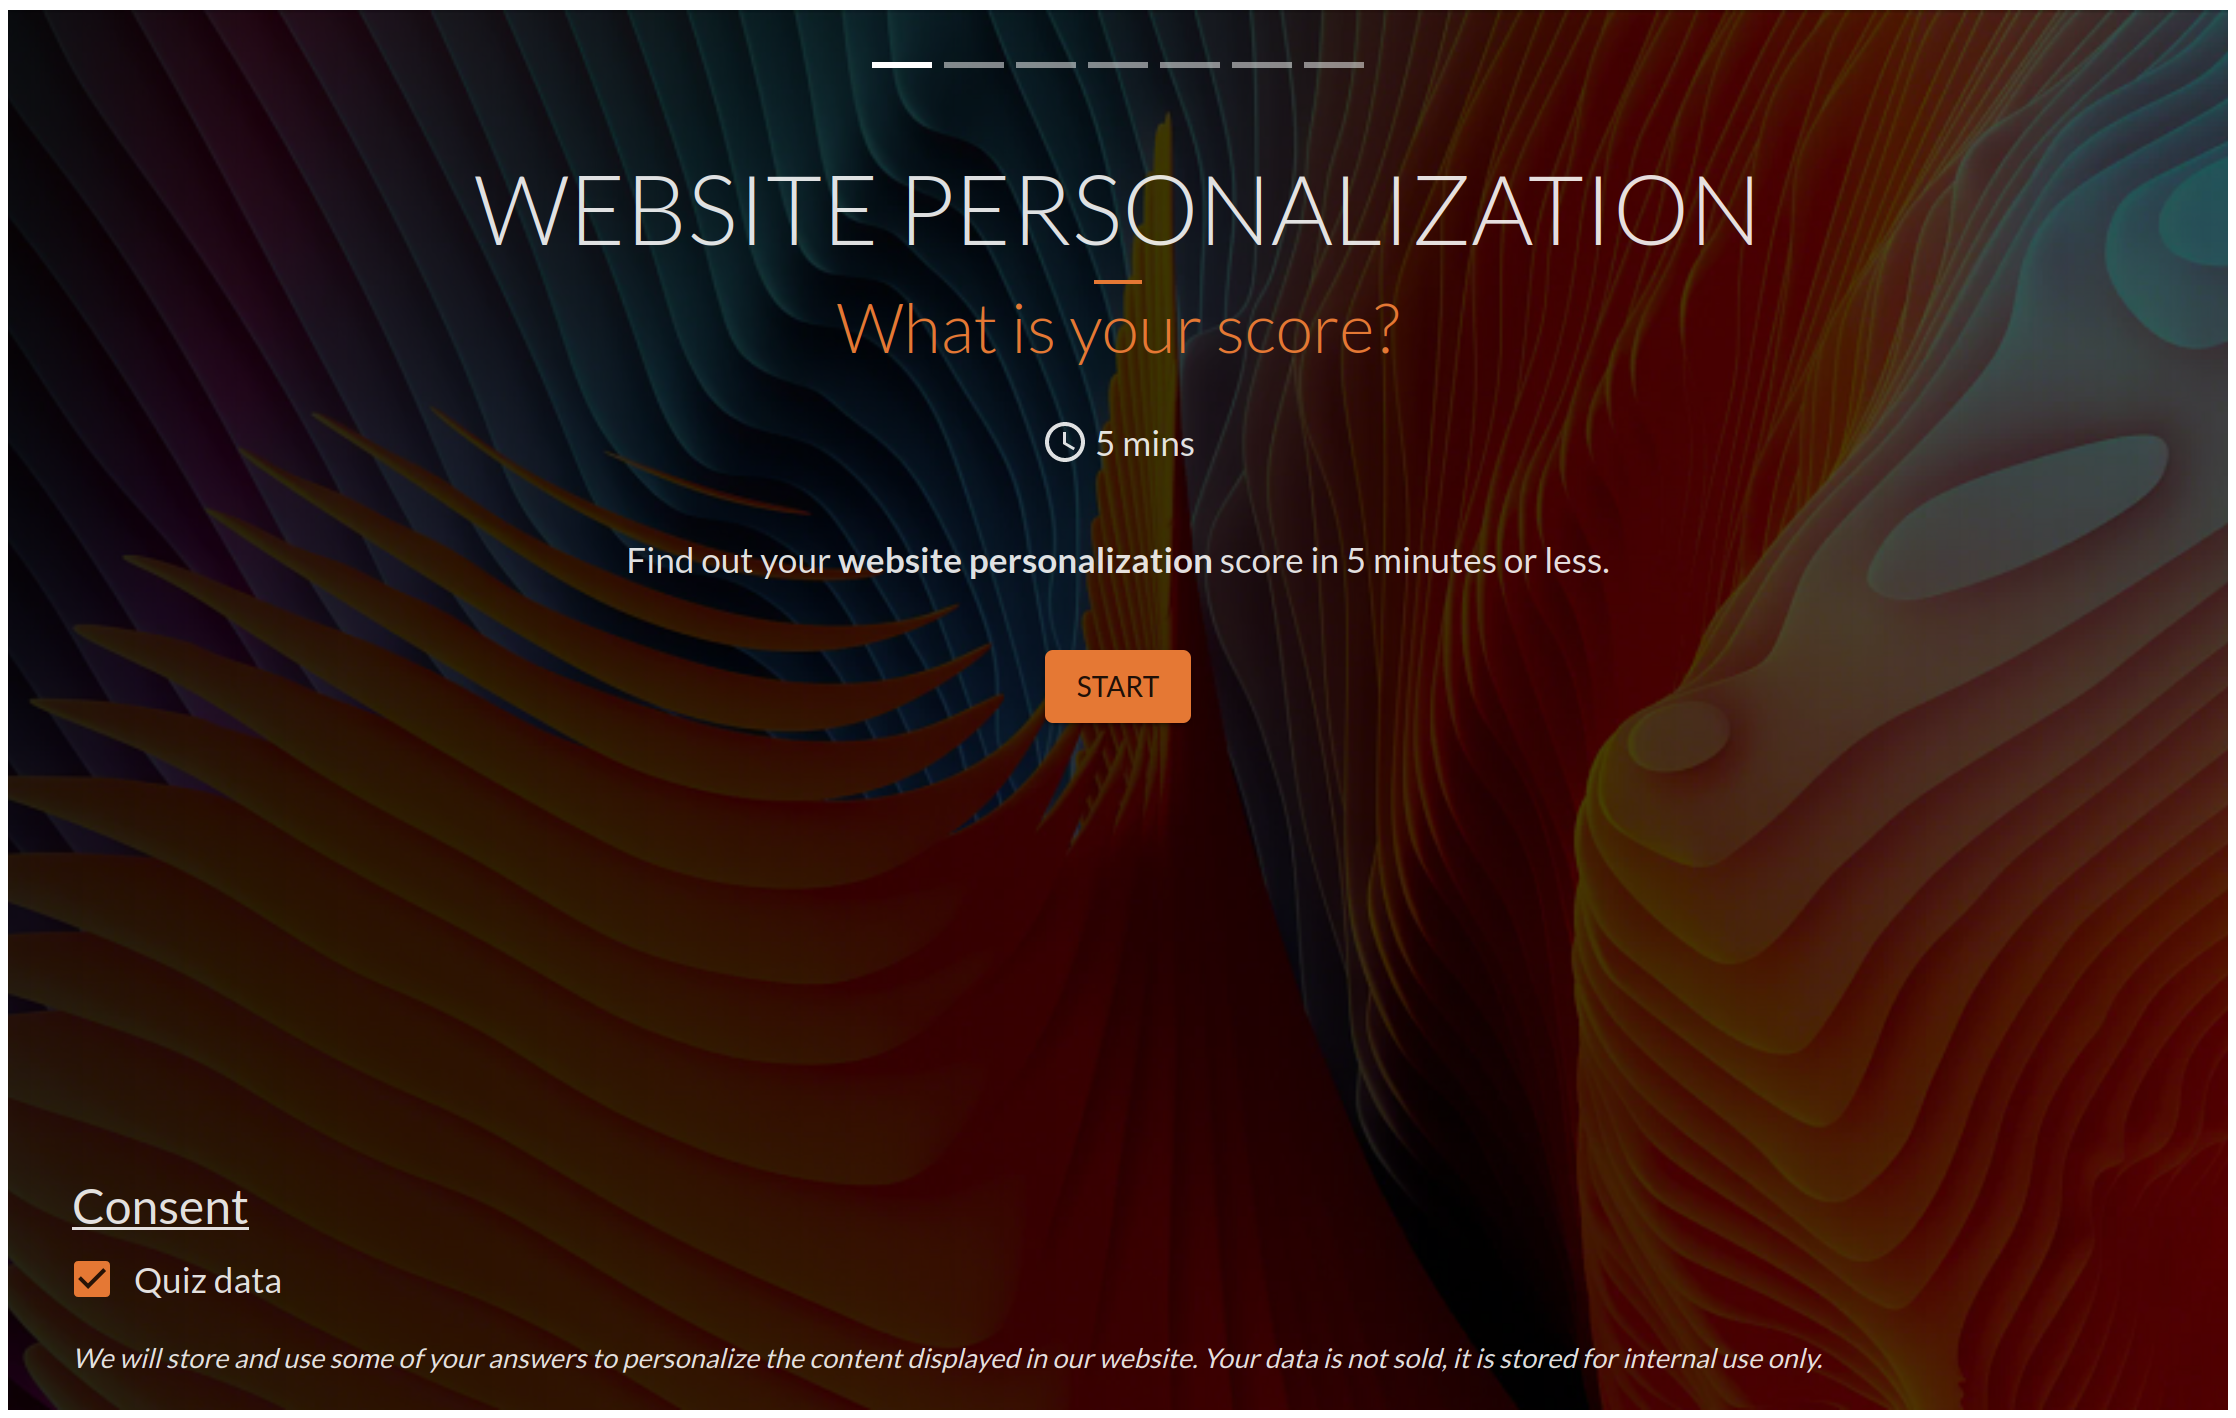 WEBSITE PERSONALIZATION
What is your score?
5 mins
Find out your website personalization score in 5 minutes or less.
START
Consent
Quiz data
We will store and use some of your answers to personalize the content displayed in our website. Your data is not sold, it is stored for internal use only.